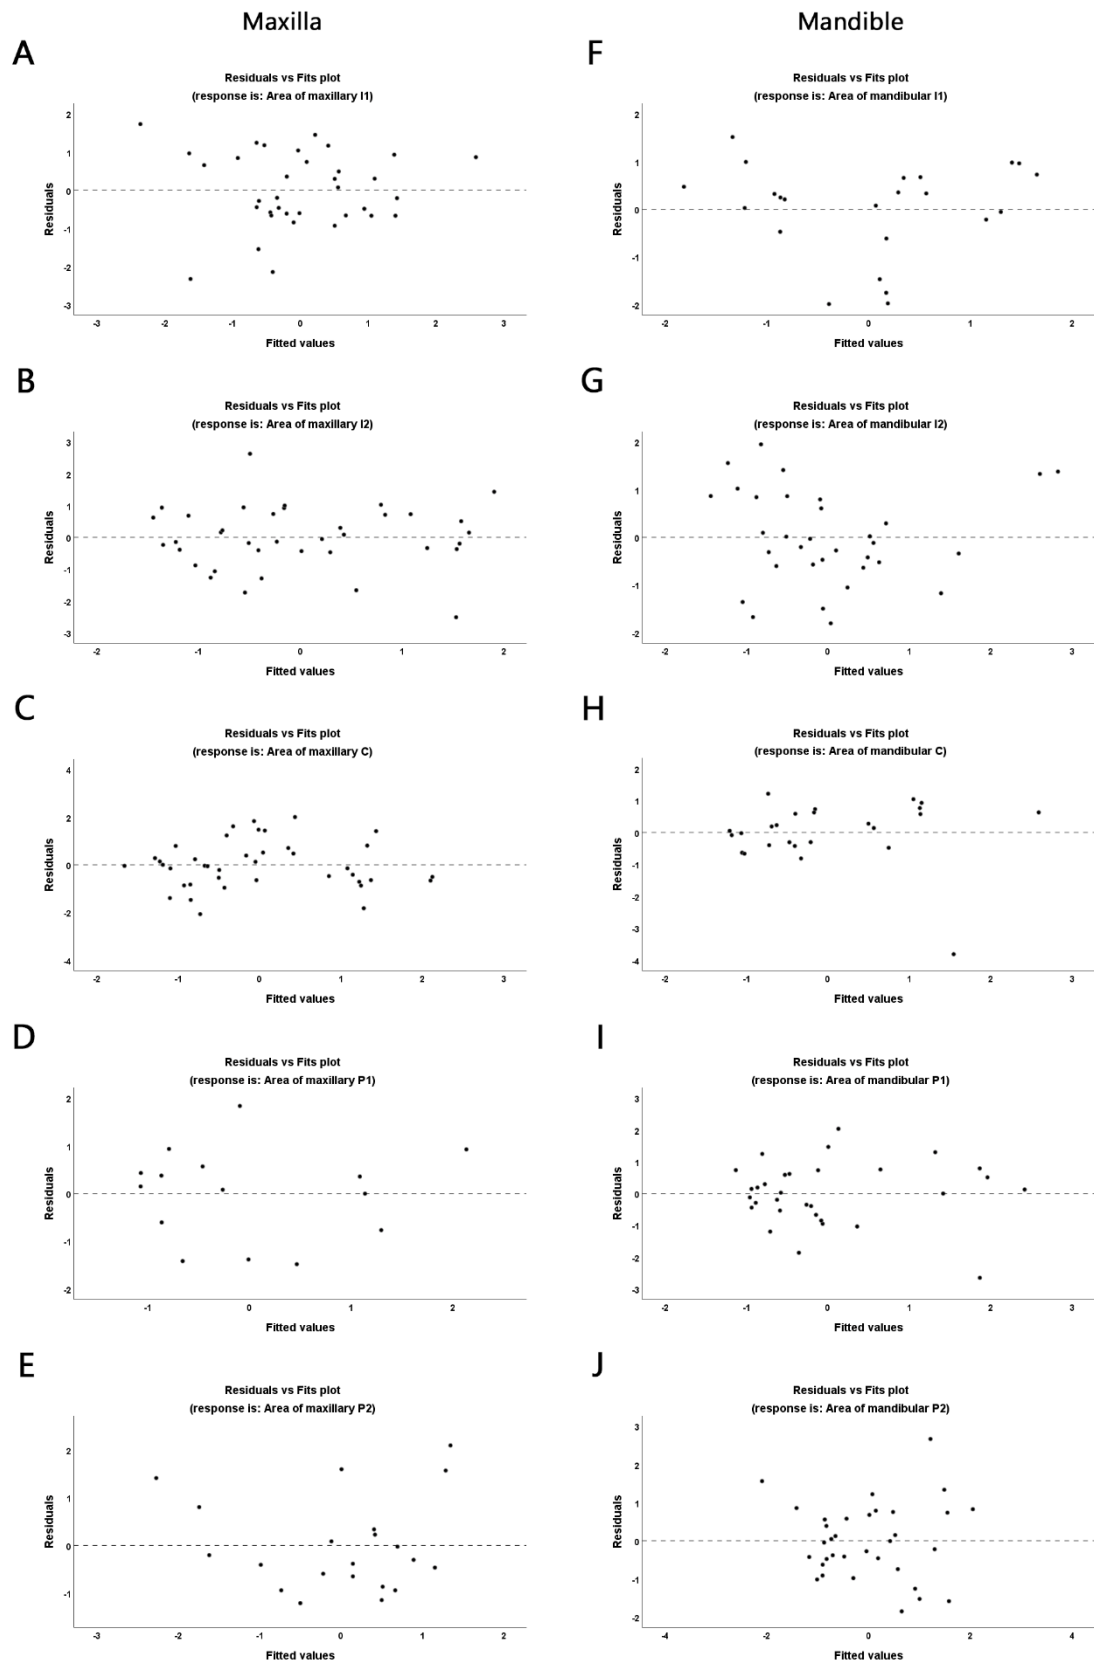 Maxilla
Mandible
A
Residuals vs Fits plot
(response is: Area of maxillary I1)
2
1
0
-1
-2
-3
Residuals
-3 -2 -1 0 1 2 3
Fitted values
F
Residuals vs Fits plot
(response is: Area of mandibular I1)
2
1
0
-1
-2
Residuals
-2 -1 0 1 2
Fitted values
B
Residuals vs Fits plot
(response is: Area of maxillary I2)
3
2
1
0
-1
-2
-3
Residuals
-2 -1 0 1 2
Fitted values
G
Residuals vs Fits plot
(response is: Area of mandibular I2)
2
1
0
-1
-2
Residuals
-2 -1 0 1 2 3
Fitted values
C
Residuals vs Fits plot
(response is: Area of maxillary C)
4
2
0
-2
-4
Residuals
-2 -1 0 1 2 3
Fitted values
H
Residuals vs Fits plot
(response is: Area of mandibular C)
2
1
0
-1
-2
-3
-4
Residuals
-2 -1 0 1 2 3
Fitted values
D
Residuals vs Fits plot
(response is: Area of maxillary P1)
2
1
0
-1
-2
Residuals
-1 0 1 2
Fitted values
I
Residuals vs Fits plot
(response is: Area of mandibular P1)
3
2
1
0
-1
-2
-3
Residuals
-2 -1 0 1 2 3
Fitted values
E
Residuals vs Fits plot
(response is: Area of maxillary P2)
2
1
0
-1
Residuals
-3 -2 -1 0 1 2
Fitted values
J
Residuals vs Fits plot
(response is: Area of mandibular P2)
3
2
1
0
-1
-2
Residuals
-4 -2 0 2 4
Fitted values